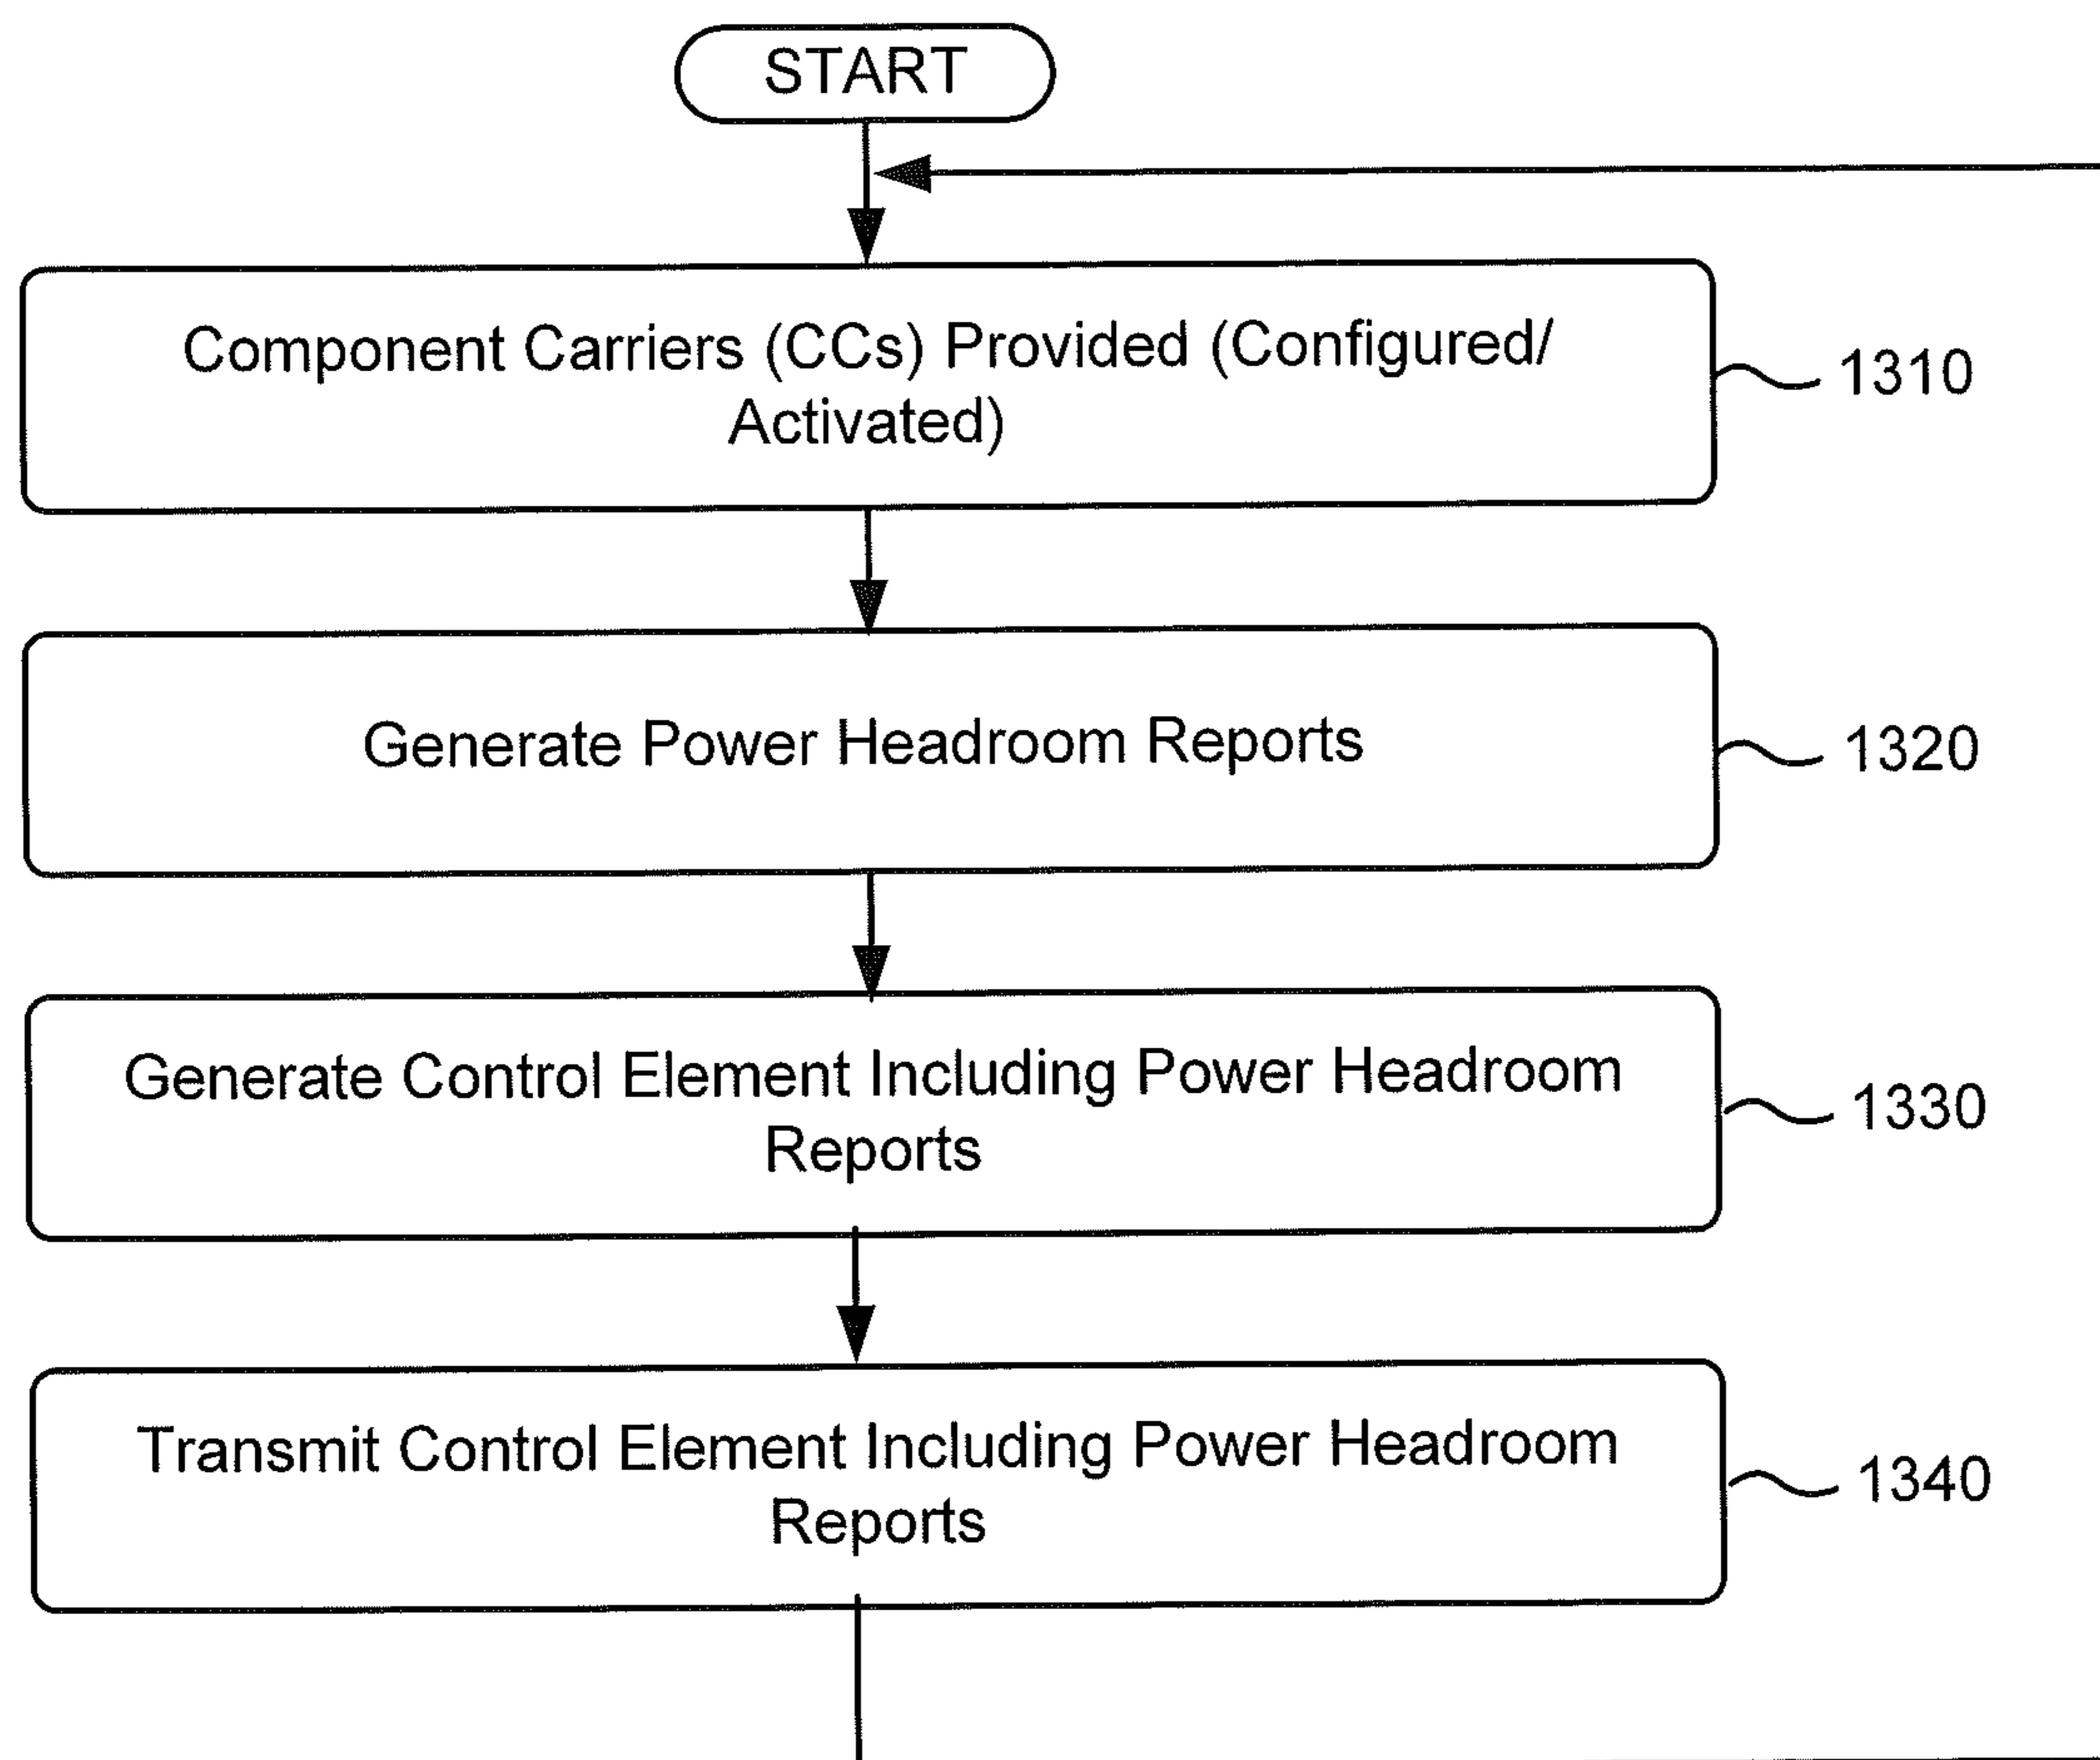 START
Component Carriers (CCs) Provided (Configured/
Activated)
1310
Generate Power Headroom Reports
1320
Generate Control Element Including Power Headroom
Reports
1330
Transmit Control Element Including Power Headroom
Reports
1340